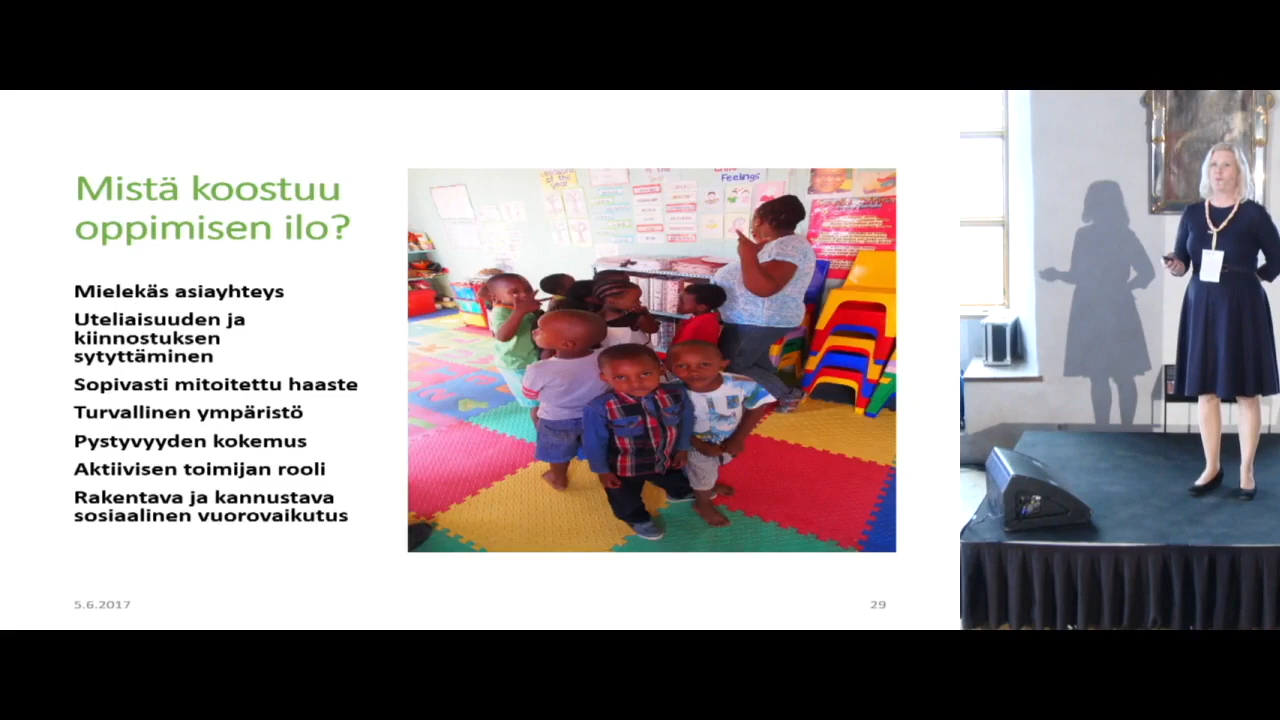 Mistä koostuu
oppimisen ilo?
Mielekäs asiayhteys
Uteliaisuuden ja
kiinnostuksen
sytyttäminen
Sopivasti mitoitettu haaste
Turvallinen ympäristö
Pystyvyyden kokemus
Aktiivisen toimijan rooli
Rakentava ja kannustava
sosiaalinen vuorovaikutus
5.6.2017
29
Feelings